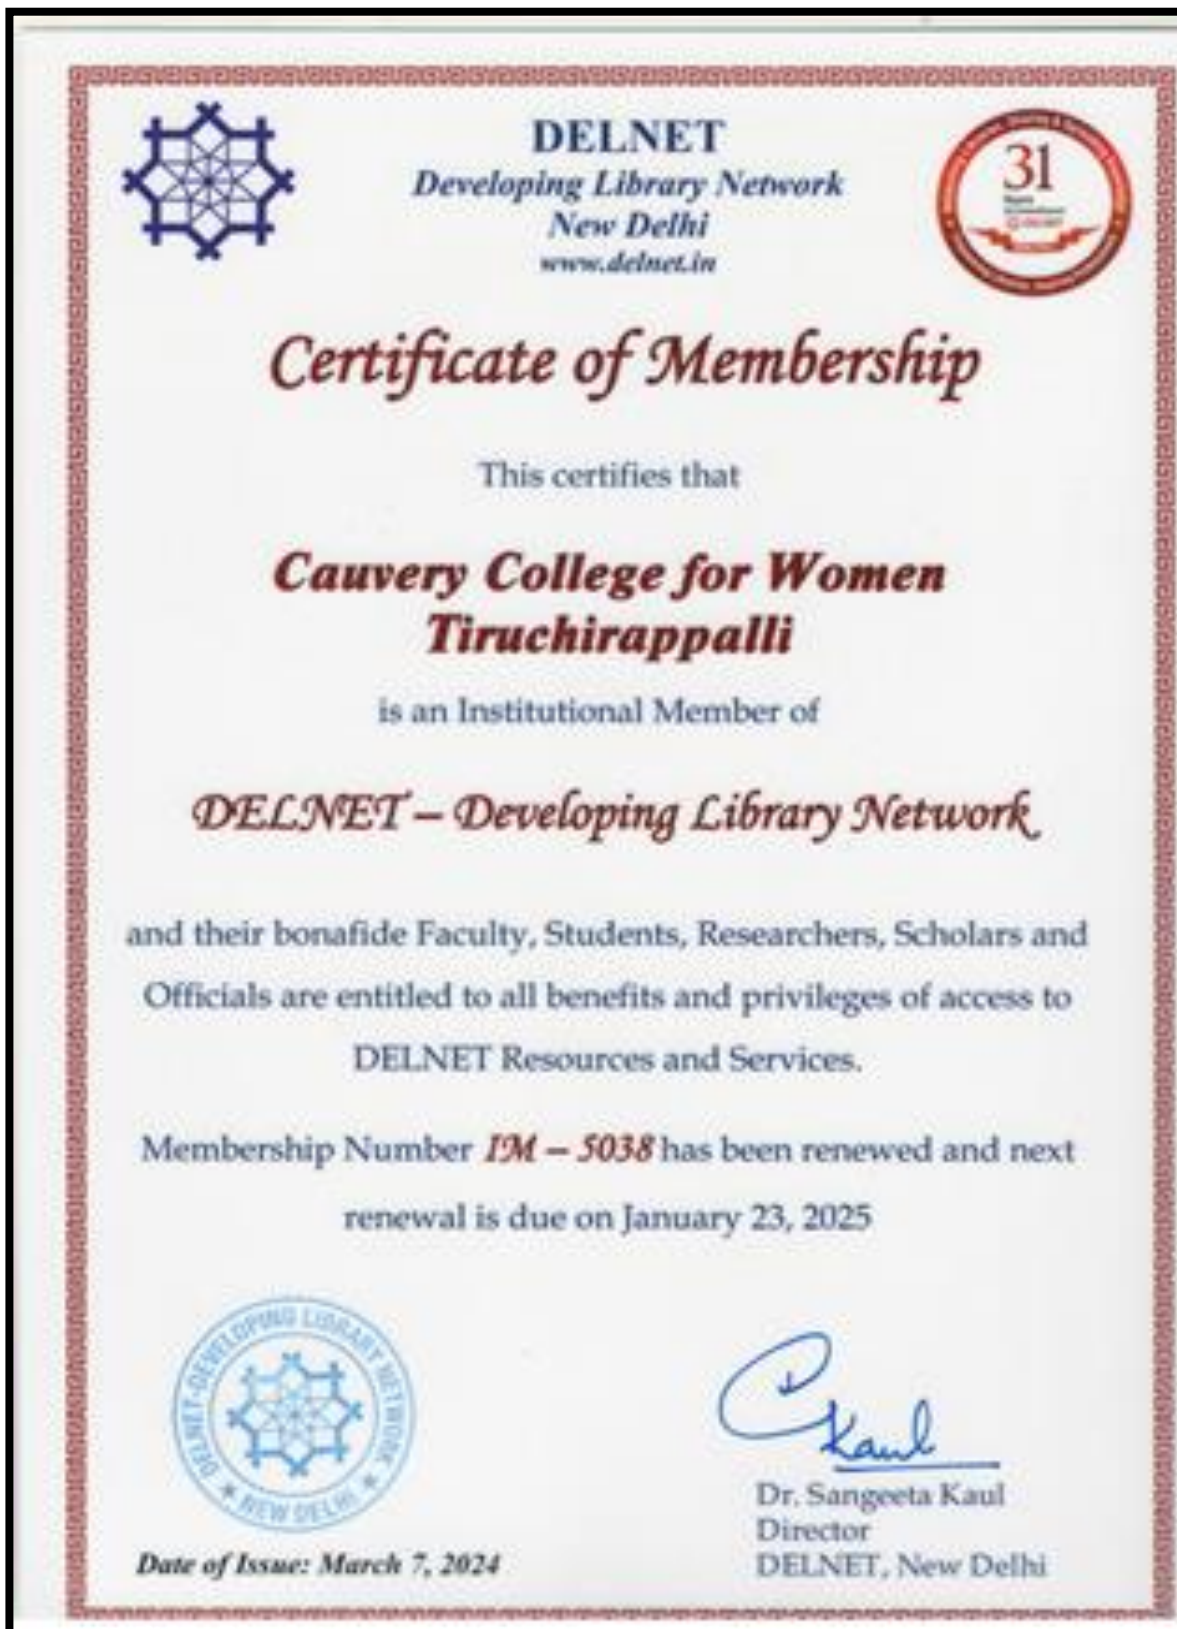 DELNET
Developing Library Network
New Delhi
www.delnet.in
31
Certificate of Membership
This certifies that
Cauvery College for Women
Tiruchirappalli
is an Institutional Member of
DELNET – Developing Library Network
and their bonafide Faculty, Students, Researchers, Scholars and
Officials are entitled to all benefits and privileges of access to
DELNET Resources and Services.
Membership Number IM – 5038 has been renewed and next
renewal is due on January 23, 2025
DELNET-DEVELOPING LIBRARY NETWORK
★ NEW DELHI ★
Kaul
Dr. Sangeeta Kaul
Director
DELNET, New Delhi
Date of Issue: March 7, 2024